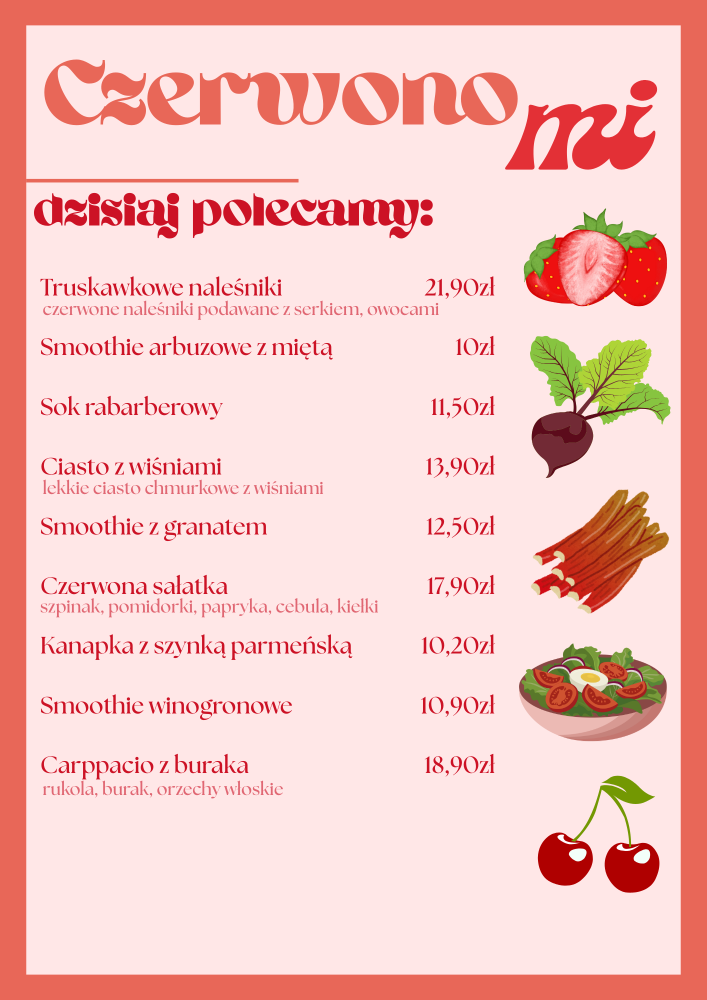 Czerwono
mi
dzisiaj polecamy:
Truskawkowe naleśniki 21,90zł
czerwone naleśniki podawane z serkiem, owocami
Smoothie arbuzowe z miętą 10zł
Sok rabarberowy 11,50zł
Ciasto z wiśniami 13,90zł
lekkie ciasto chmurkowe z wiśniami
Smoothie z granatem 12,50zł
Czerwona sałatka 17,90zł
szpinak, pomidorki, papryka, cebula, kiełki
Kanapka z szynką parmeńską 10,20zł
Smoothie winogronowe 10,90zł
Carppacio z buraka 18,90zł
rukola, burak, orzechy włoskie